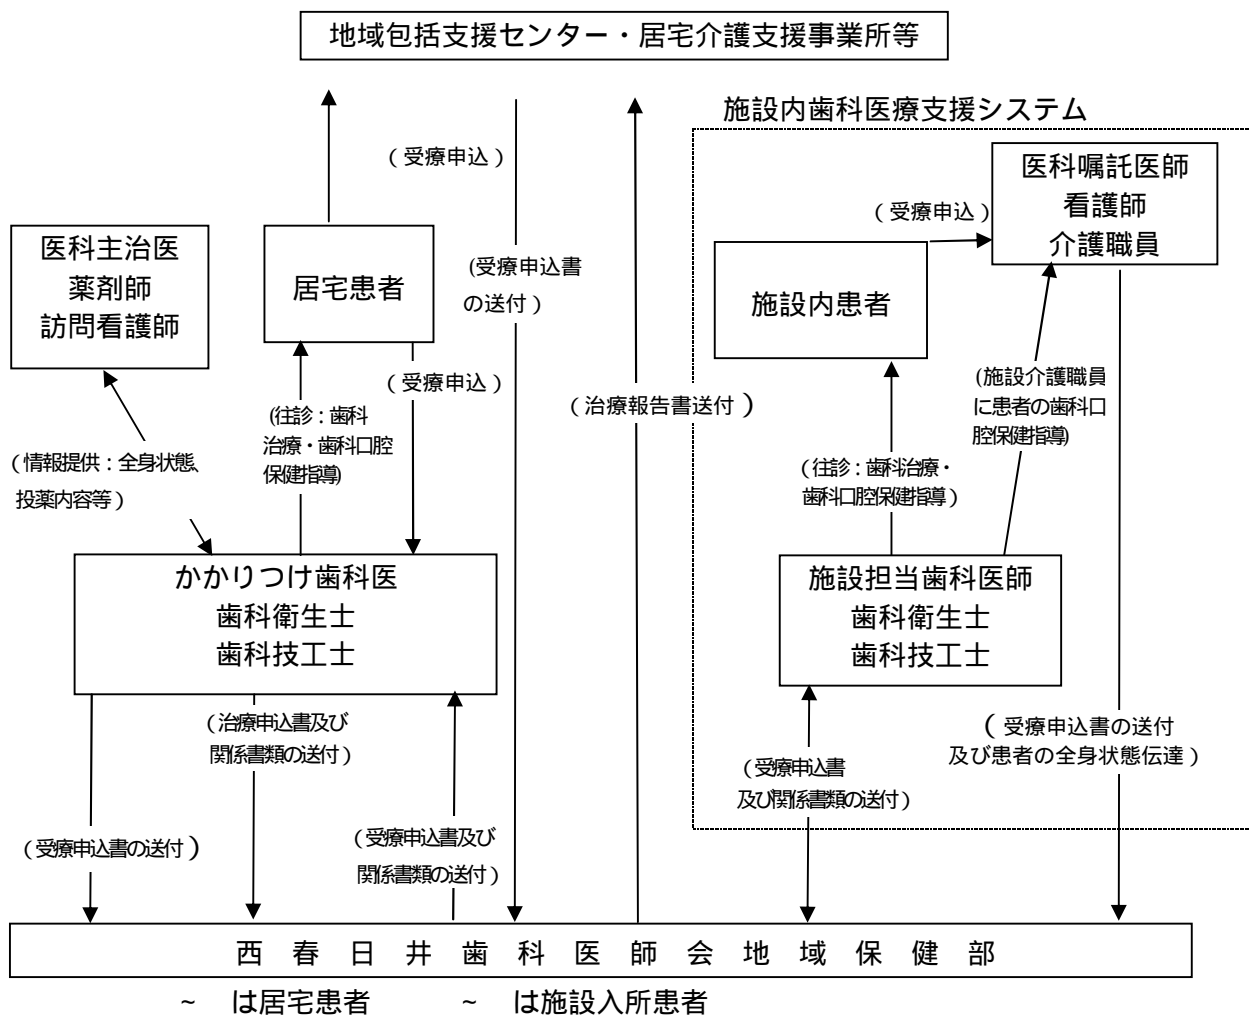 地域包括支援センター・居宅介護支援事業所等
施設内歯科医療支援システム
(受療申込)
医科嘱託医師
看護師
介護職員
(受療申込)
医科主治医
薬剤師
訪問看護師
居宅患者
(受療申込書
の送付)
施設内患者
(受療申込)
(治療報告書送付)
(施設介護職員
に患者の歯科口
腔保健指導)
(往診:歯科
治療・歯科口腔
保健指導)
(情報提供:全身状態、
投薬内容等)
(往診:歯科治療・
歯科口腔保健指導)
かかりつけ歯科医
歯科衛生士
歯科技工士
施設担当歯科医師
歯科衛生士
歯科技工士
(治療申込書及び
関係書類の送付)
(受療申込書の送付
及び患者の全身状態伝達)
(受療申込書
及び関係書類の送付)
(受療申込書の送付)
(受療申込書及び
関係書類の送付)
西春日井歯科医師会地域保健部
~ は居宅患者 ~ は施設入所患者